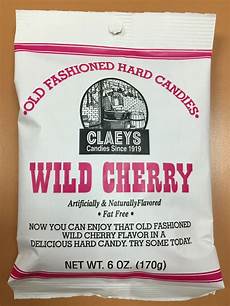 • OLD FASHIONED HARD CANDIES •
CLAEYS
Candies Since 1919
WILD CHERRY
Artificially & Naturally Flavored
• Fat Free •
NOW YOU CAN ENJOY THAT OLD FASHIONED
WILD CHERRY FLAVOR IN A
DELICIOUS HARD CANDY. TRY SOME TODAY.
NET WT. 6 OZ. (170g)